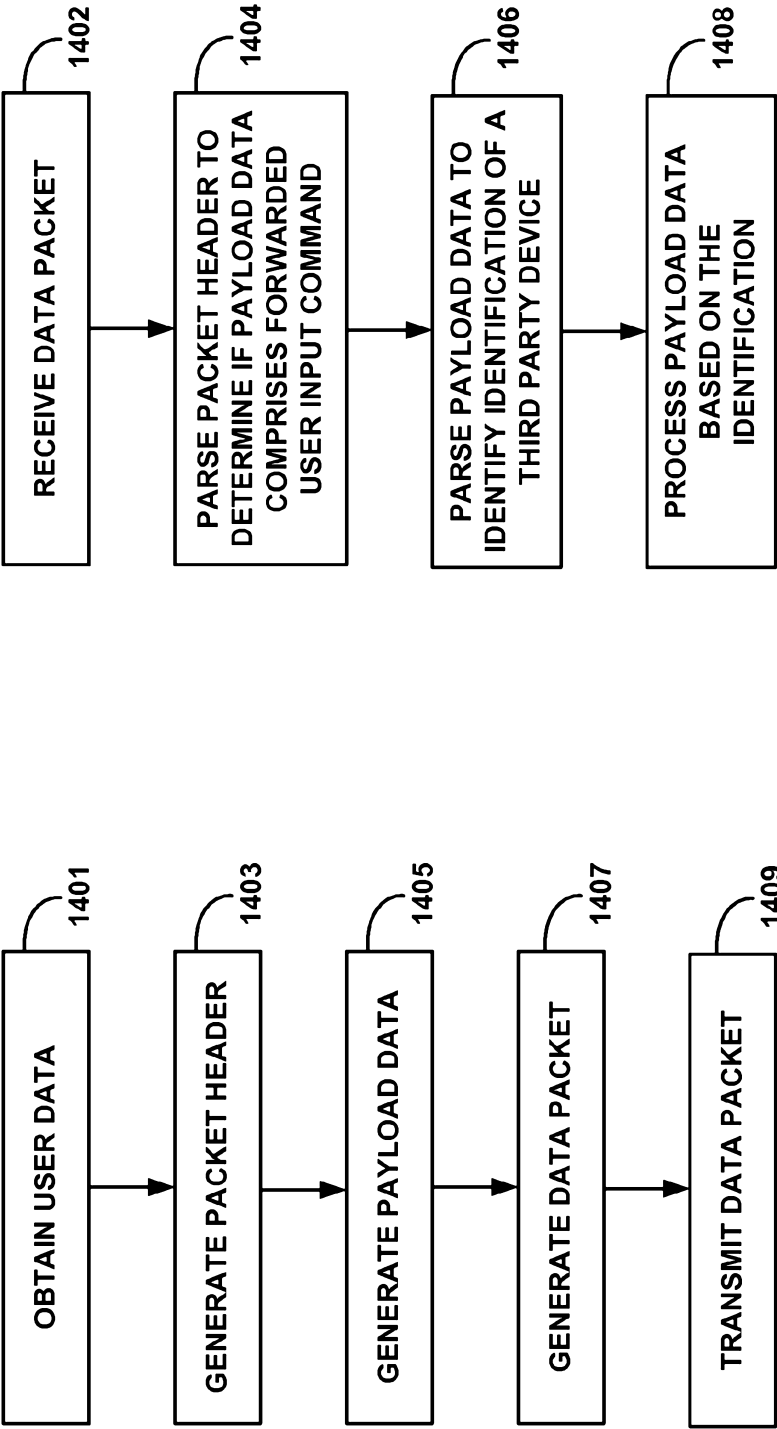 OBTAIN USER DATA
1401
GENERATE PACKET HEADER
1403
GENERATE PAYLOAD DATA
1405
GENERATE DATA PACKET
1407
TRANSMIT DATA PACKET
1409
RECEIVE DATA PACKET
1402
PARSE PACKET HEADER TO
DETERMINE IF PAYLOAD DATA
COMPRISES FORWARDED
USER INPUT COMMAND
1404
PARSE PAYLOAD DATA TO
IDENTIFY IDENTIFICATION OF A
THIRD PARTY DEVICE
1406
PROCESS PAYLOAD DATA
BASED ON THE
IDENTIFICATION
1408